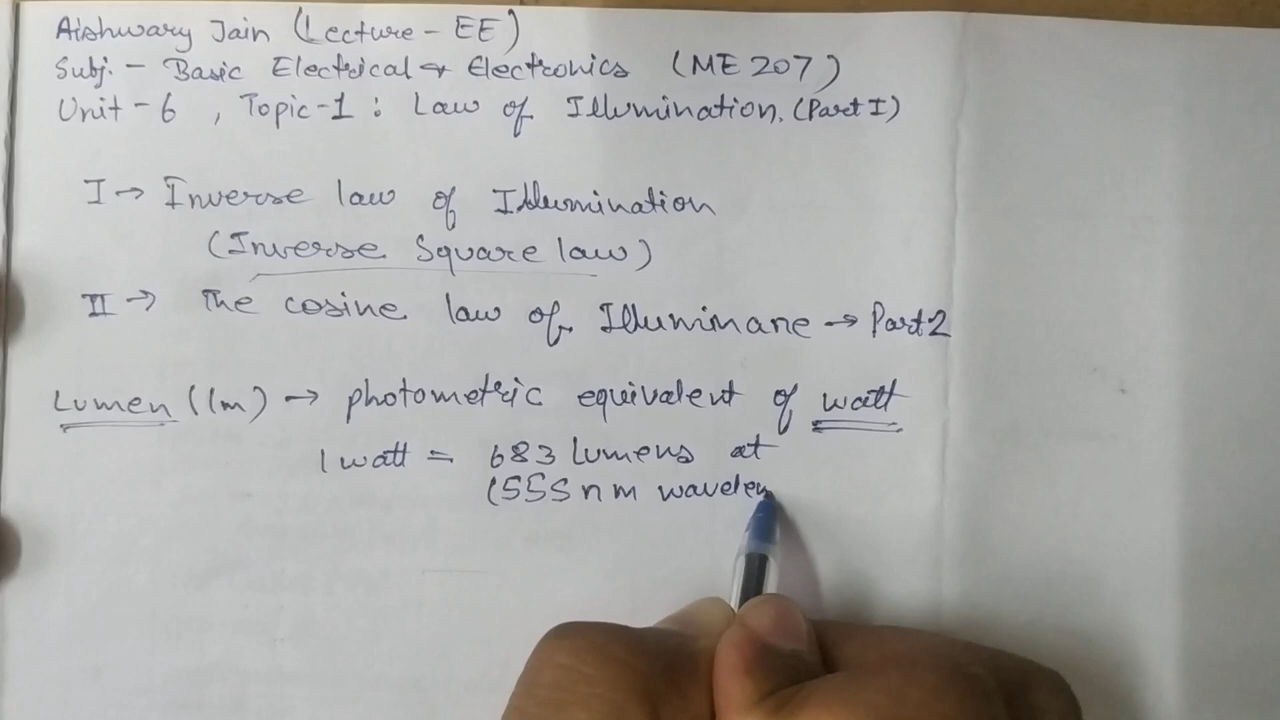 Aishwary Jain (Lecture - EE)
Subj. - Basic Electrical & Electronics (ME 207)
Unit - 6 , Topic-1 : Law of Illumination. (Part I)
I → Inverse law of Illumination
(Inverse Square law)
II → The cosine law of Illuminane → Part 2
Lumen (lm) → photometric equivalent of watt
1 watt = 683 Lumens at
(555 nm wavelen